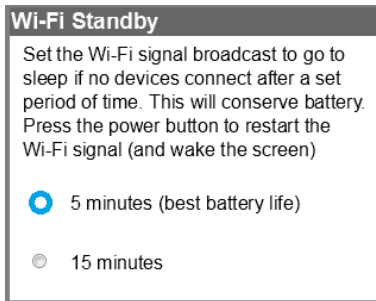 Wi-Fi Standby
Set the Wi-Fi signal broadcast to go to
sleep if no devices connect after a set
period of time. This will conserve battery.
Press the power button to restart the
Wi-Fi signal (and wake the screen)
5 minutes (best battery life)
15 minutes